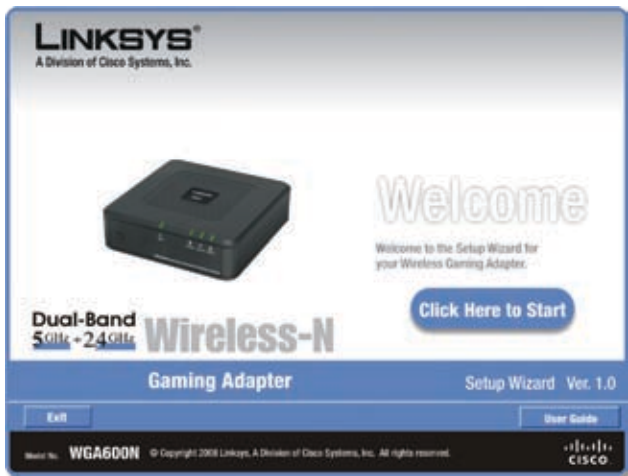 LINKSYS®
A Division of Cisco Systems, Inc.
Welcome
Welcome to the Setup Wizard for
your Wireless Gaming Adapter.
Click Here to Start
Dual-Band
5GHz + 2.4GHz
Wireless-N
Gaming Adapter
Setup Wizard Ver. 1.0
Exit
User Guide
Model No. WGA600N © Copyright 2008 Linksys, A Division of Cisco Systems, Inc. All rights reserved.
CISCO